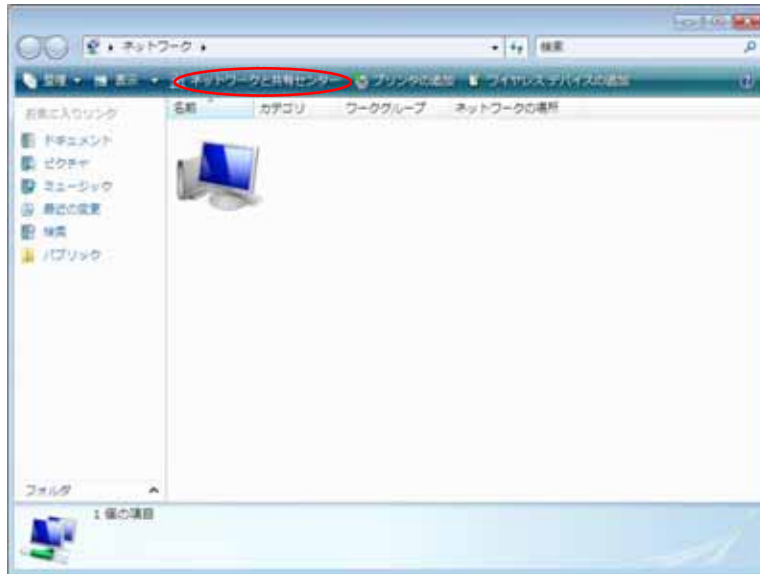 ネットワーク
検索
整理 表示 ネットワークと共有センター プリンタの追加 ワイヤレス デバイスの追加
お気に入りリンク
名前 カテゴリ ワークグループ ネットワークの場所
ドキュメント
ピクチャ
ミュージック
最近の変更
検索
パブリック
フォルダ
1 個の項目